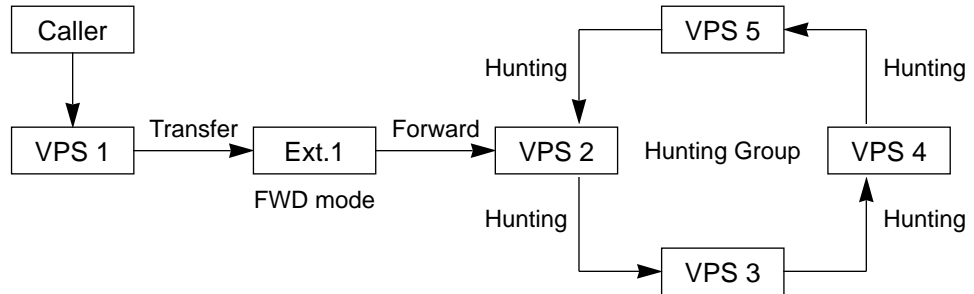 Caller
VPS 5
Hunting
Hunting
Transfer
Forward
VPS 1
Ext.1
VPS 2
Hunting Group
VPS 4
FWD mode
Hunting
Hunting
VPS 3